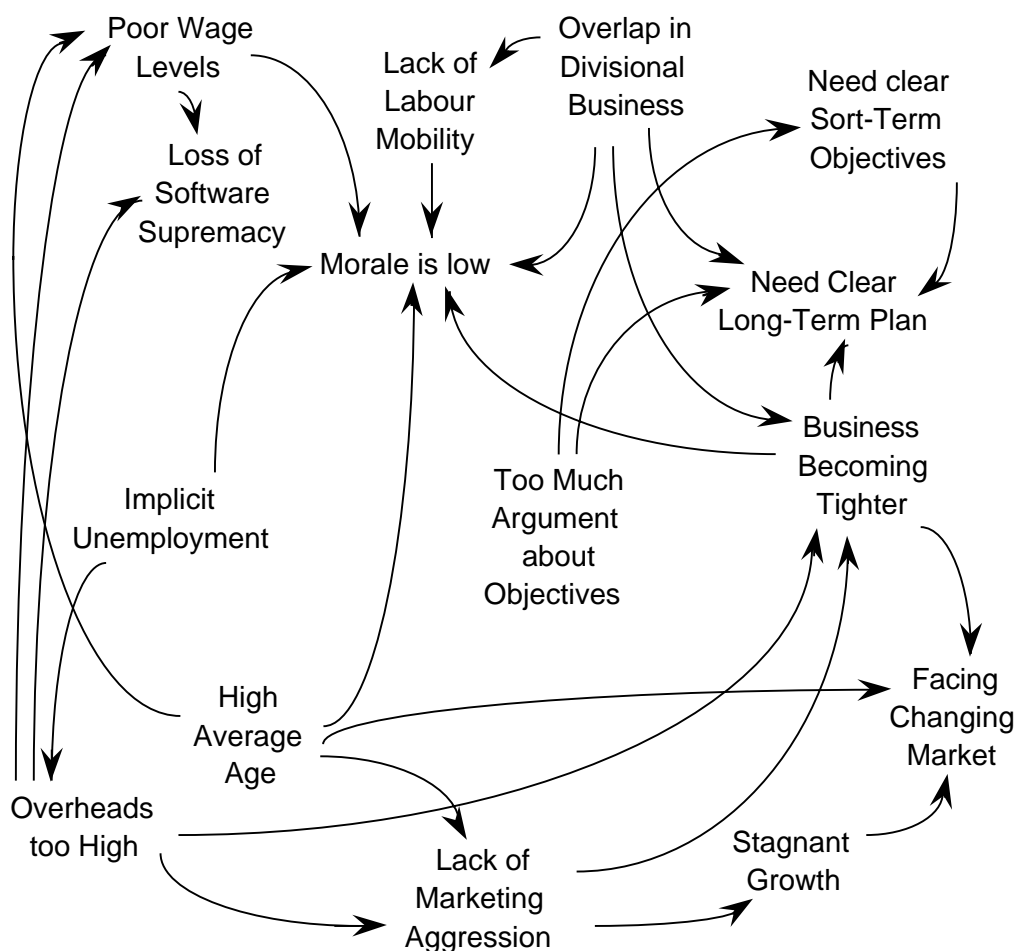 Poor Wage
Levels
Loss of
Software
Supremacy
Lack of
Labour
Mobility
Overlap in
Divisional
Business
Need clear
Sort-Term
Objectives
Morale is low
Need Clear
Long-Term Plan
Business
Becoming
Tighter
Implicit
Unemployment
Too Much
Argument
about
Objectives
High
Average
Age
Facing
Changing
Market
Overheads
too High
Lack of
Marketing
Aggression
Stagnant
Growth